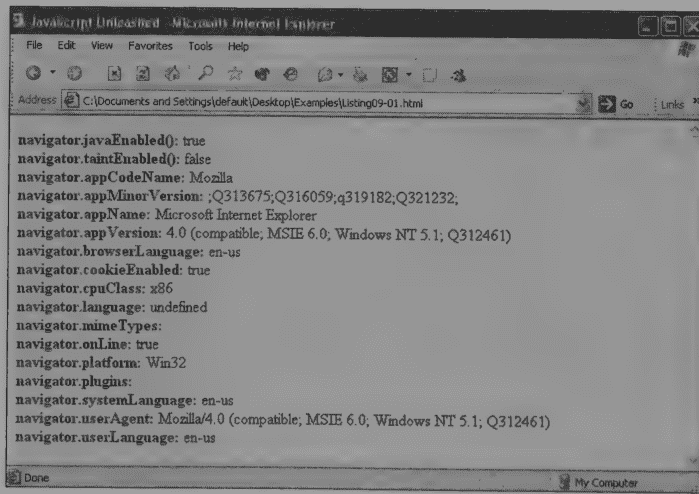 JavaScript Unleashed - Microsoft Internet Explorer
File Edit View Favorites Tools Help
Address C:\Documents and Settings\default\Desktop\Examples\Listing09-01.html Go Links »
navigator.javaEnabled(): true
navigator.taintEnabled(): false
navigator.appCodeName: Mozilla
navigator.appMinorVersion: ;Q313675;Q316059;q319182;Q321232;
navigator.appName: Microsoft Internet Explorer
navigator.appVersion: 4.0 (compatible; MSIE 6.0; Windows NT 5.1; Q312461)
navigator.browserLanguage: en-us
navigator.cookieEnabled: true
navigator.cpuClass: x86
navigator.language: undefined
navigator.mimeTypes:
navigator.onLine: true
navigator.platform: Win32
navigator.plugins:
navigator.systemLanguage: en-us
navigator.userAgent: Mozilla/4.0 (compatible; MSIE 6.0; Windows NT 5.1; Q312461)
navigator.userLanguage: en-us
Done My Computer